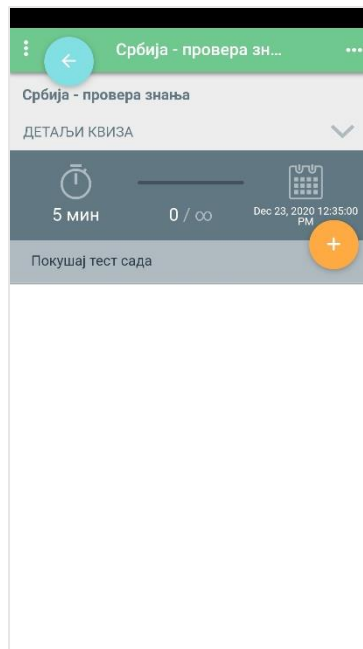 Србија - провера зн...
Србија - провера знања
ДЕТАЉИ КВИЗА
5 мин
0 / ∞
Dec 23, 2020 12:35:00
PM
Покушај тест сада